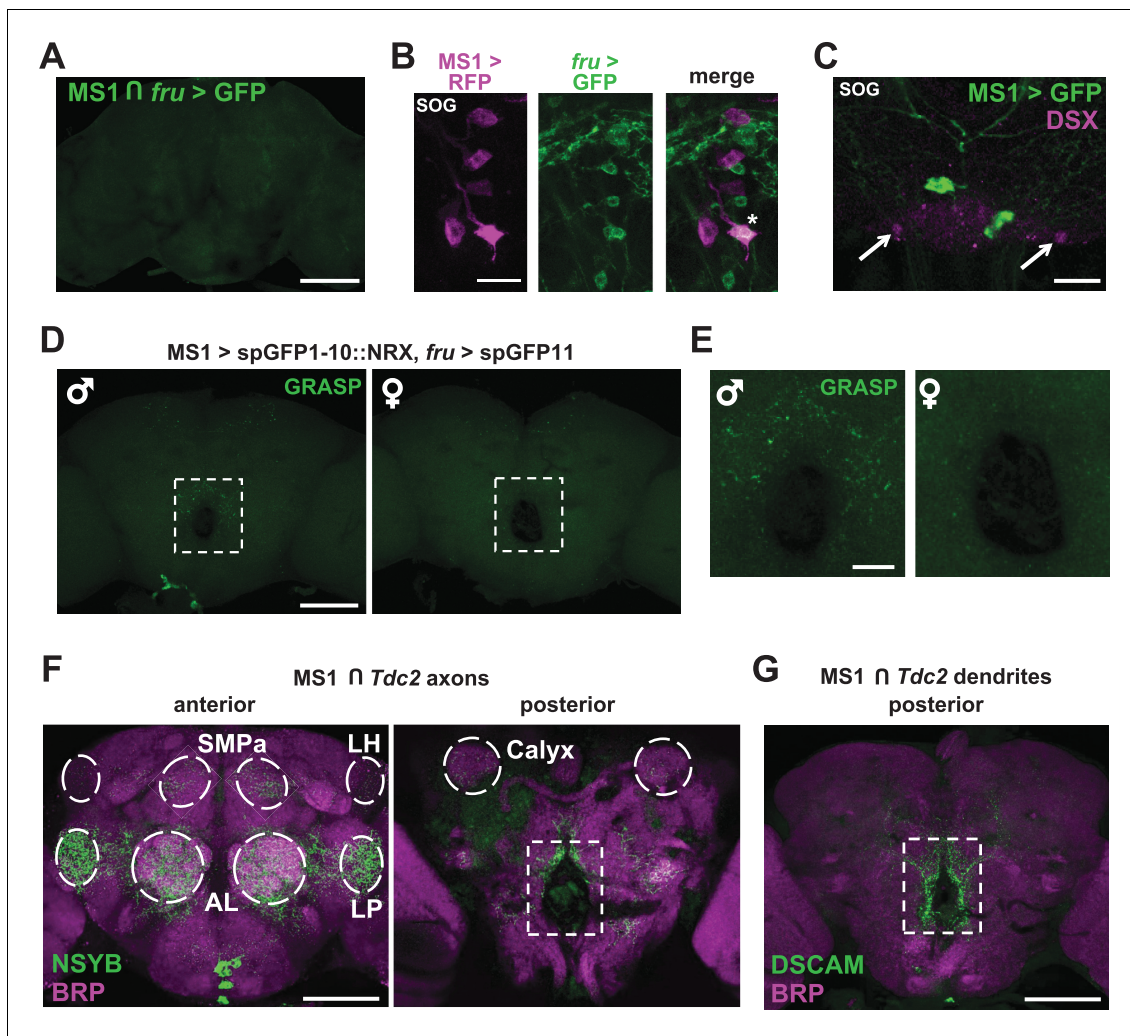 A
MS1 ∩ fru > GFP
B
MS1 >
RFP
fru >
GFP
merge
SOG
*
C
SOG
MS1 > GFP
DSX
D
MS1 > spGFP1-10::NRX, fru > spGFP11
♂
GRASP
♀
E
♂
GRASP
♀
F
MS1 ∩ Tdc2 axons
anterior
posterior
SMPa
LH
AL
LP
NSYB
BRP
Calyx
G
MS1 ∩ Tdc2 dendrites
posterior
DSCAM
BRP